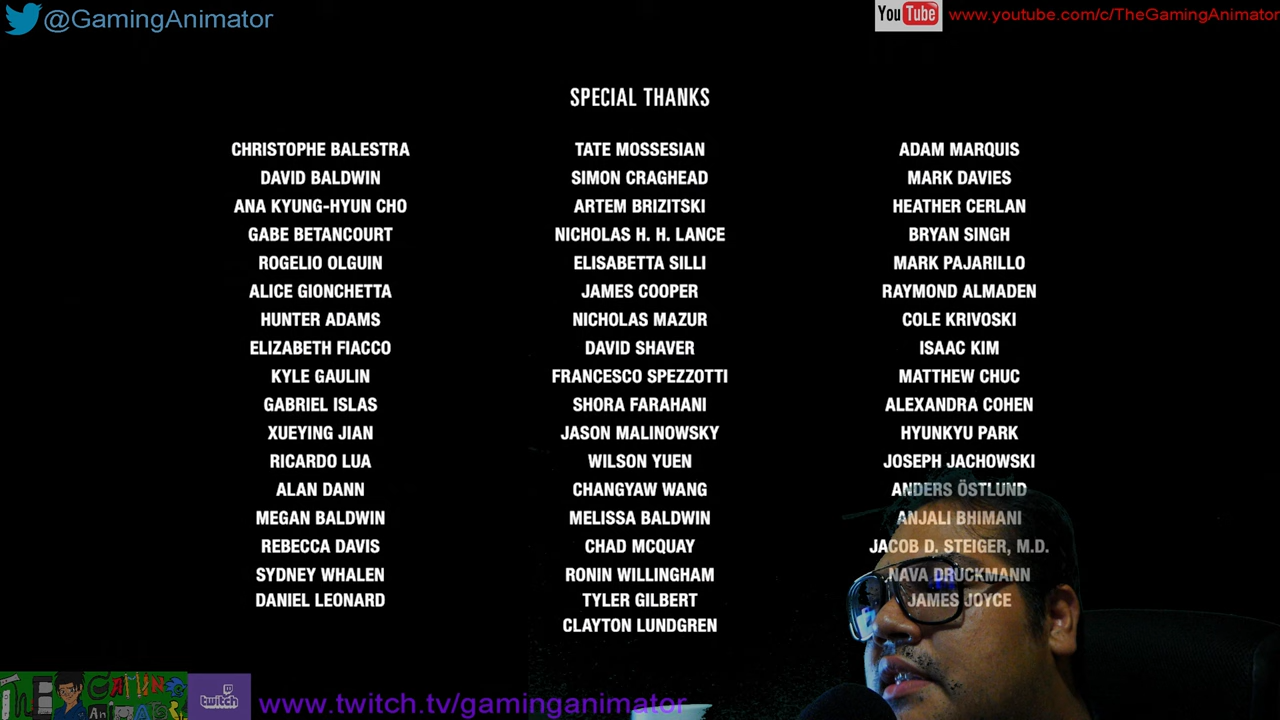 @GamingAnimator
YouTube www.youtube.com/c/TheGamingAnimator
SPECIAL THANKS
CHRISTOPHE BALESTRA
DAVID BALDWIN
ANA KYUNG-HYUN CHO
GABE BETANCOURT
ROGELIO OLGUIN
ALICE GIONCHETTA
HUNTER ADAMS
ELIZABETH FIACCO
KYLE GAULIN
GABRIEL ISLAS
XUEYING JIAN
RICARDO LUA
ALAN DANN
MEGAN BALDWIN
REBECCA DAVIS
SYDNEY WHALEN
DANIEL LEONARD
TATE MOSSESIAN
SIMON CRAGHEAD
ARTEM BRIZITSKI
NICHOLAS H. H. LANCE
ELISABETTA SILLI
JAMES COOPER
NICHOLAS MAZUR
DAVID SHAVER
FRANCESCO SPEZZOTTI
SHORA FARAHANI
JASON MALINOWSKY
WILSON YUEN
CHANGYAW WANG
MELISSA BALDWIN
CHAD MCQUAY
RONIN WILLINGHAM
TYLER GILBERT
CLAYTON LUNDGREN
ADAM MARQUIS
MARK DAVIES
HEATHER CERLAN
BRYAN SINGH
MARK PAJARILLO
RAYMOND ALMADEN
COLE KRIVOSKI
ISAAC KIM
MATTHEW CHUC
ALEXANDRA COHEN
HYUNKYU PARK
JOSEPH JACHOWSKI
ANDERS ÖSTLUND
ANJALI BHIMANI
JACOB D. STEIGER, M.D.
NAVA DRUCKMANN
JAMES JOYCE
THE GAMING
ANIMATOR
twitch
www.twitch.tv/gaminganimator